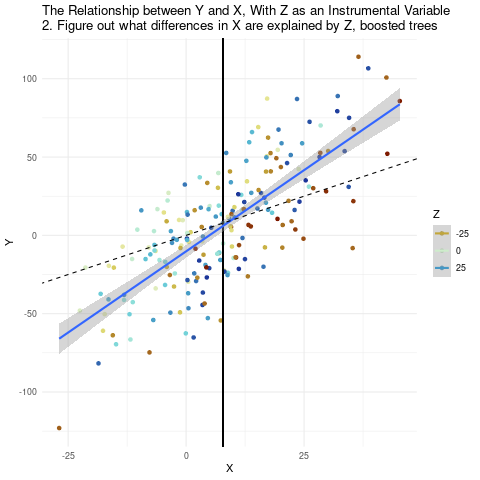 The Relationship between Y and X, With Z as an Instrumental Variable
2. Figure out what differences in X are explained by Z, boosted trees
100
50
0
-50
-100
Y
-25
0
25
X
Z
-25
0
25